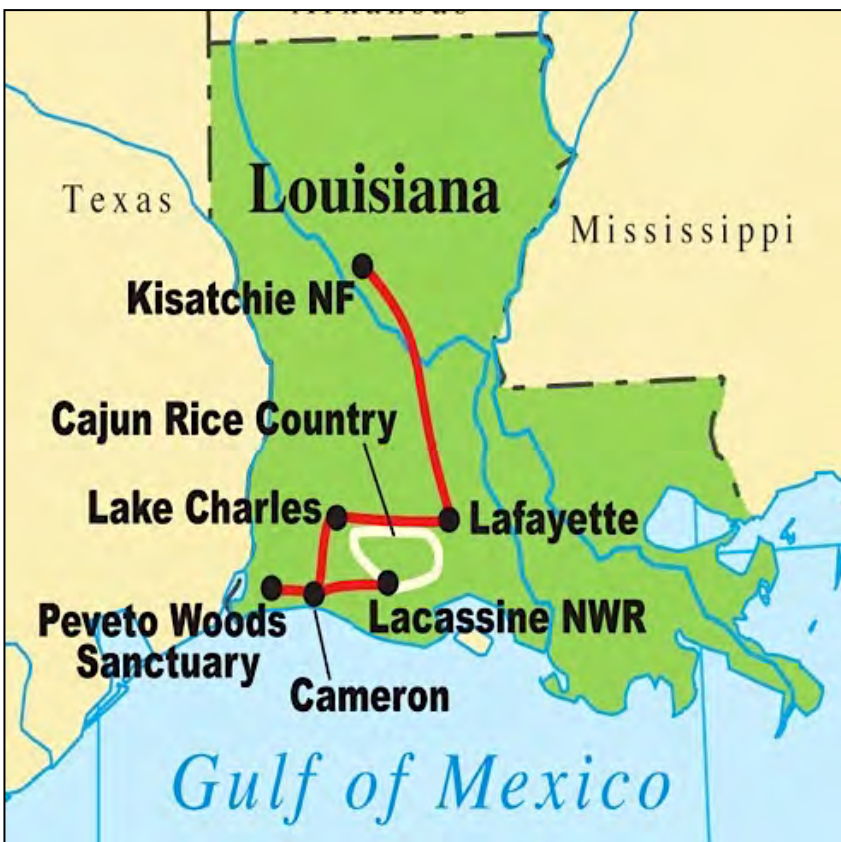 Arkansas
Louisiana
Texas
Mississippi
Kisatchie NF
Cajun Rice Country
Lake Charles
Lafayette
Peveto Woods
Sanctuary
Lacassine NWR
Cameron
Gulf of Mexico